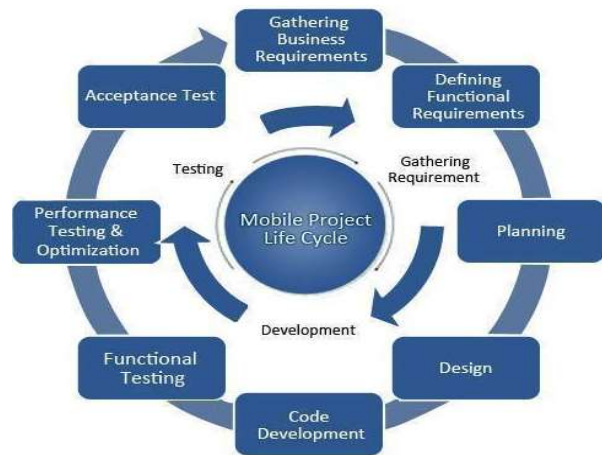 Gathering
Business
Requirements
Defining
Functional
Requirements
Planning
Design
Code
Development
Functional
Testing
Performance
Testing &
Optimization
Acceptance Test
Testing
Gathering
Requirement
Development
Mobile Project
Life Cycle